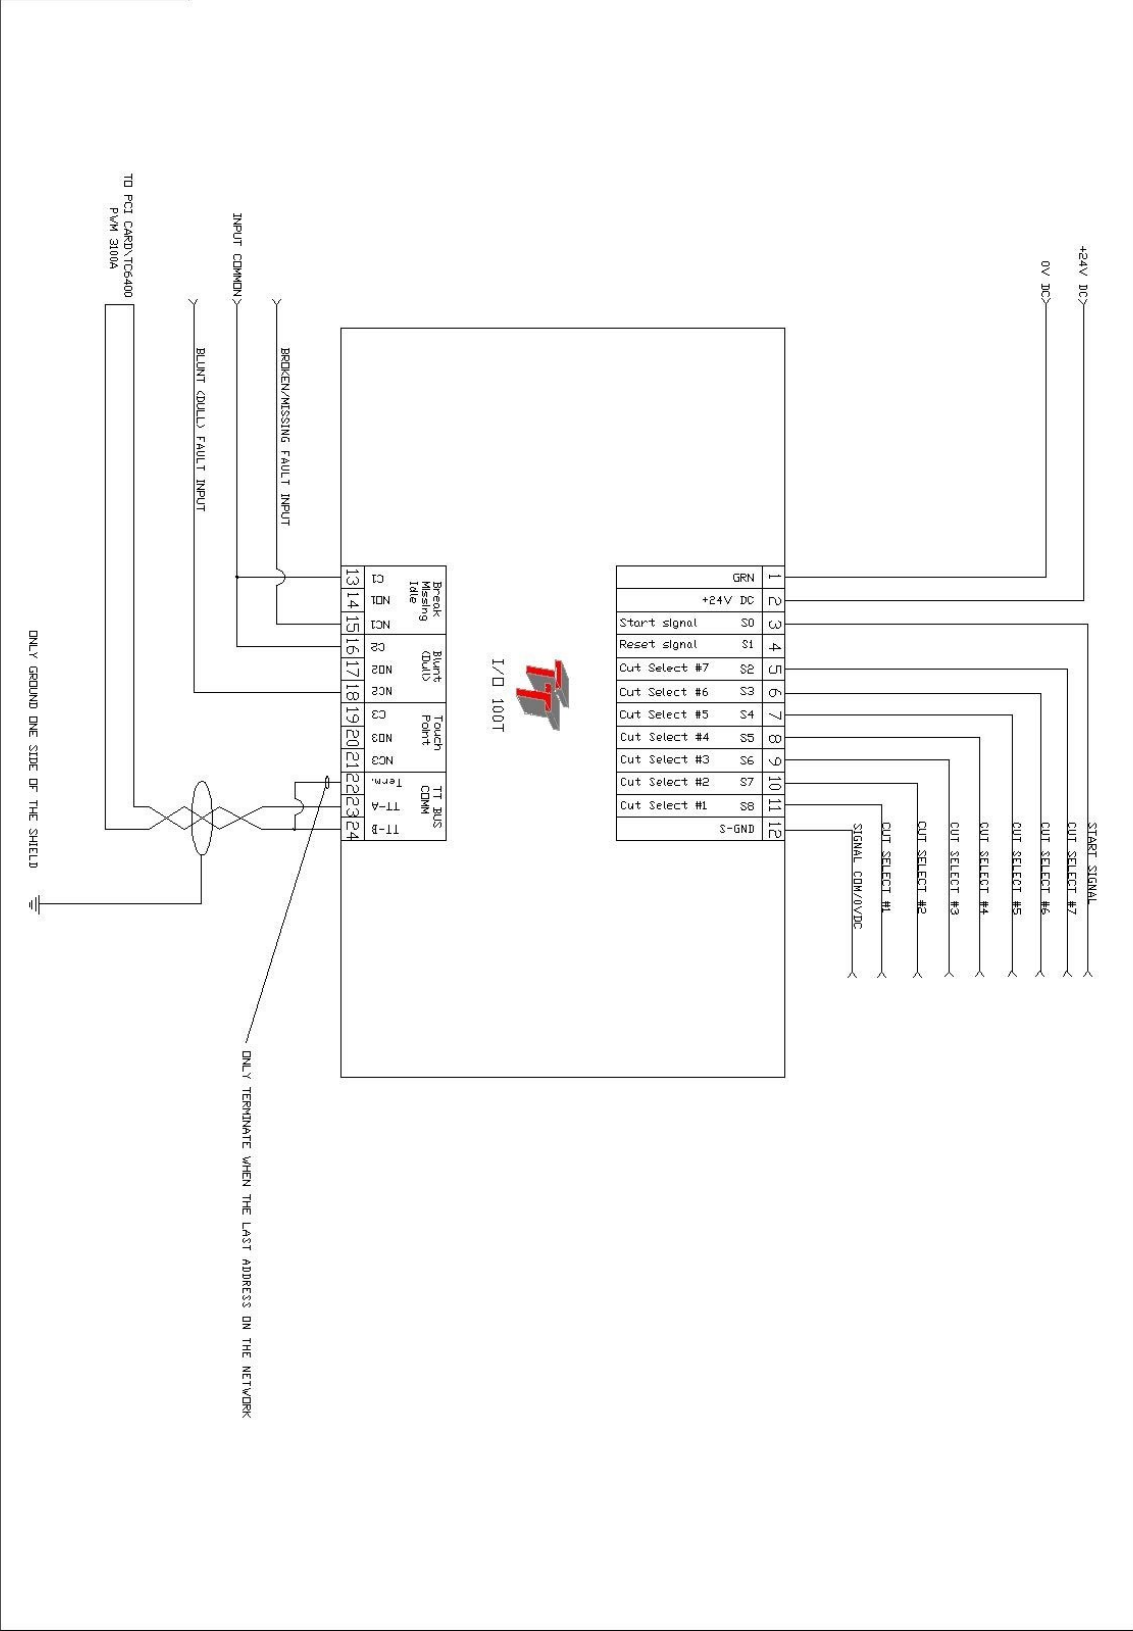 +24V DC
0V DC
START SIGNAL
CUT SELECT #7
CUT SELECT #6
CUT SELECT #5
CUT SELECT #4
CUT SELECT #3
CUT SELECT #2
CUT SELECT #1
SIGNAL COM/0VDC
GRN 1
+24V DC 2
Start signal S0 3
Reset signal S1 4
Cut Select #7 S2 5
Cut Select #6 S3 6
Cut Select #5 S4 7
Cut Select #4 S5 8
Cut Select #3 S6 9
Cut Select #2 S7 10
Cut Select #1 S8 11
S-GND 12
TT
I/O 100T
Break
Missing
Idle
Blunt
(Dull)
Touch
Point
TT BUS
COMM
13 C1
14 NO1
15 NC1
16 C2
17 NO2
18 NC2
19 C3
20 NO3
21 NC3
22 Term.
23 TT-A
24 TT-B
BROKEN/MISSING FAULT INPUT
INPUT COMMON
BLUNT (DULL) FAULT INPUT
TO PCI CARD\TC6400
PWM 3100A
ONLY TERMINATE WHEN THE LAST ADDRESS ON THE NETWORK
ONLY GROUND ONE SIDE OF THE SHIELD